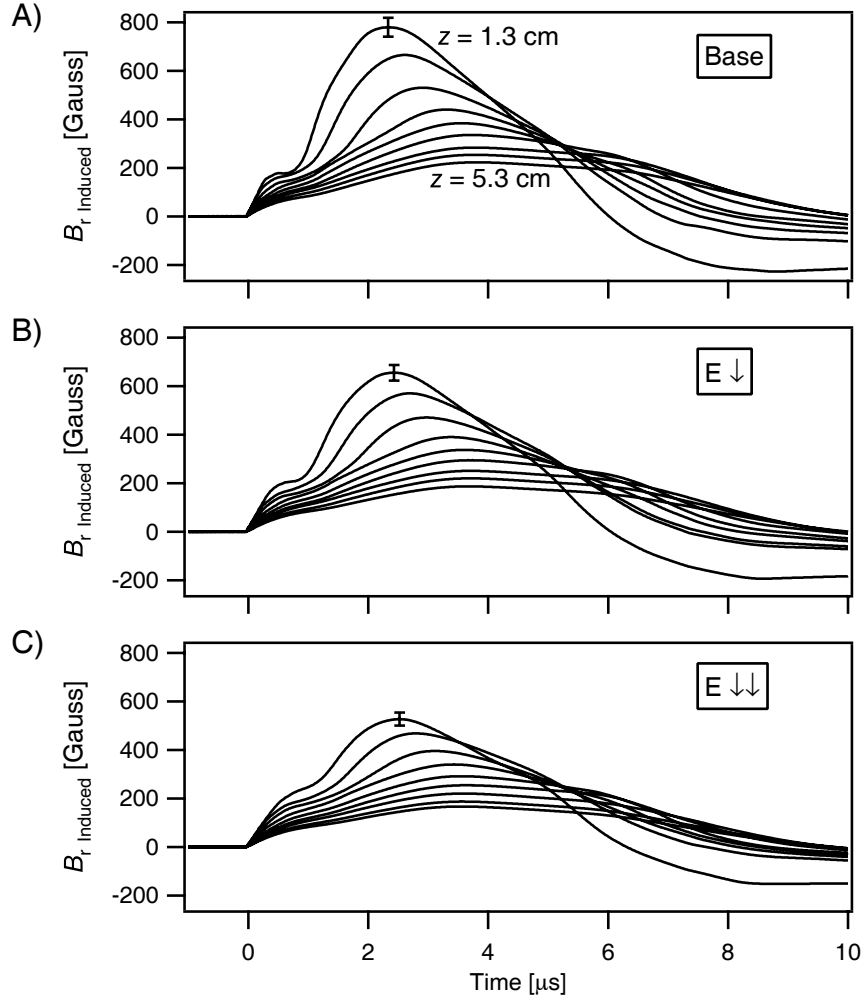 A)
800
600
400
200
0
-200
B_r Induced [Gauss]
z = 1.3 cm
Base
z = 5.3 cm
B)
800
600
400
200
0
-200
B_r Induced [Gauss]
E ↓
C)
800
600
400
200
0
-200
B_r Induced [Gauss]
E ↓↓
0 2 4 6 8 10
Time [μs]